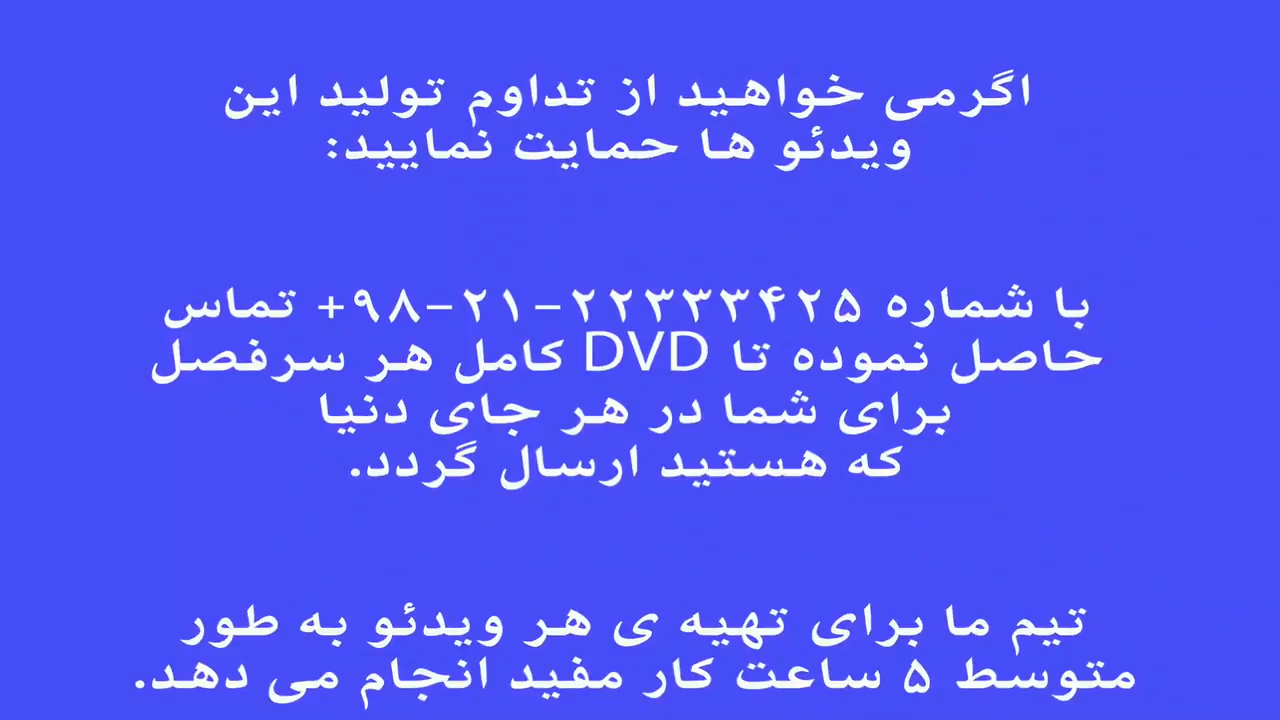 اگرمی خواهید از تداوم تولید این
ویدئو ها حمایت نمایید:
با شماره ۲۲۳۳۳۴۲۵-۲۱-۹۸+ تماس
حاصل نموده تا DVD کامل هر سرفصل
برای شما در هر جای دنیا
که هستید ارسال گردد.
تیم ما برای تهیه ی هر ویدئو به طور
متوسط ۵ ساعت کار مفید انجام می دهد.